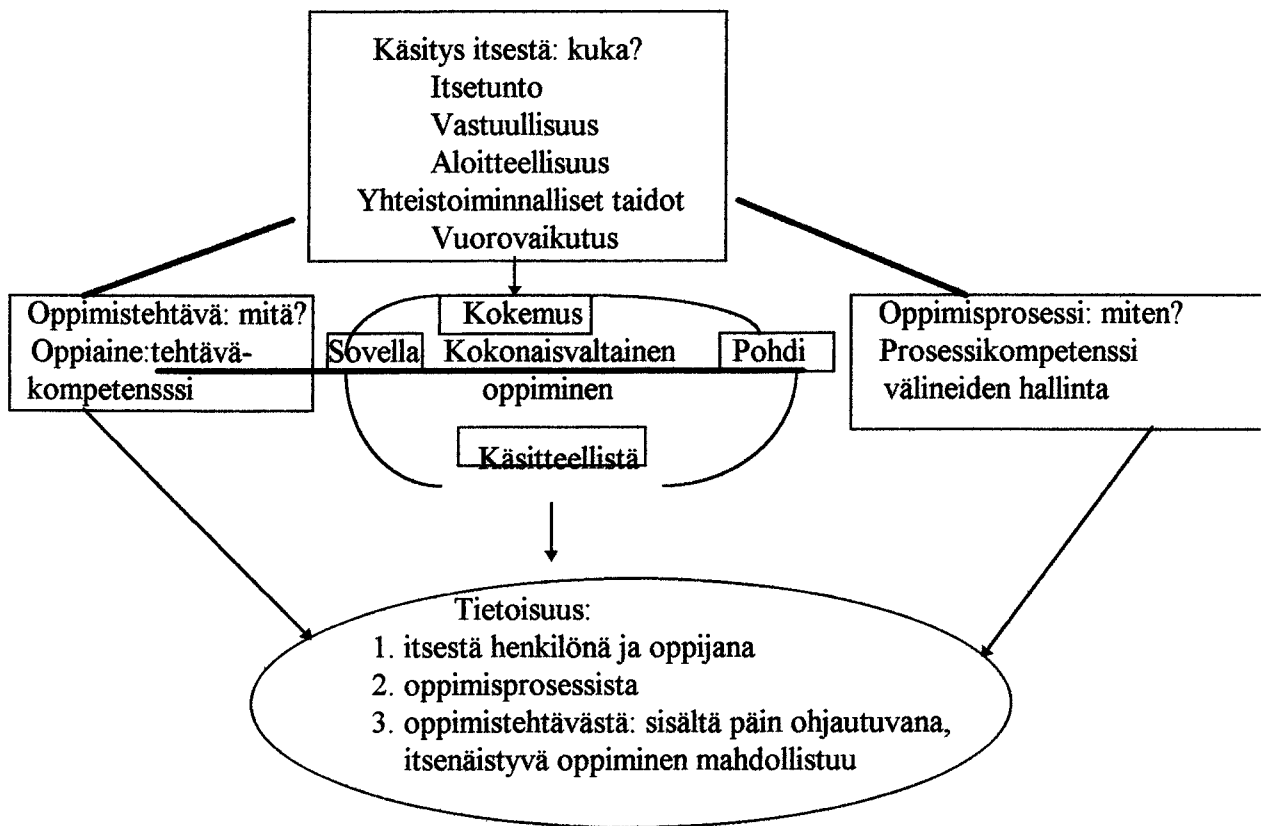 Käsitys itsestä: kuka?
Itsetunto
Vastuullisuus
Aloitteellisuus
Yhteistoiminnalliset taidot
Vuorovaikutus
Oppimistehtävä: mitä?
Oppiaine:tehtävä-
kompetensssi
Kokemus
Sovella
Kokonaisvaltainen
oppiminen
Pohdi
Käsitteellistä
Oppimisprosessi: miten?
Prosessikompetenssi
välineiden hallinta
Tietoisuus:
1. itsestä henkilönä ja oppijana
2. oppimisprosessista
3. oppimistehtävästä: sisältä päin ohjautuvana,
itsenäistyvä oppiminen mahdollistuu